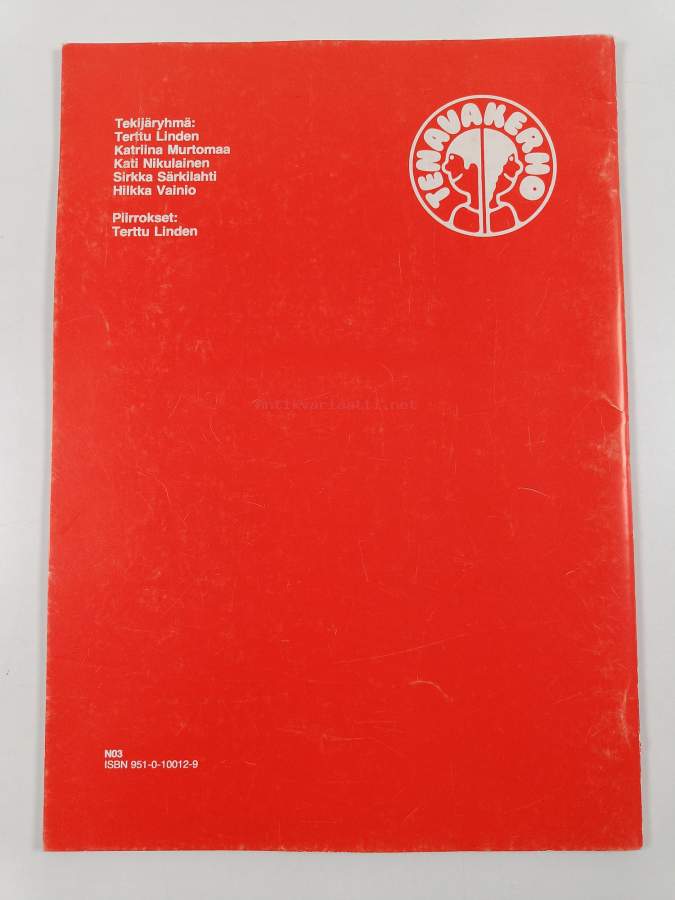 Tekijäryhmä:
Terttu Linden
Katriina Murtomaa
Kati Nikulainen
Sirkka Särkilahti
Hilkka Vainio
Piirrokset:
Terttu Linden
TENAVAKERHO
antikvariaatti.net
N03
ISBN 951-0-10012-9